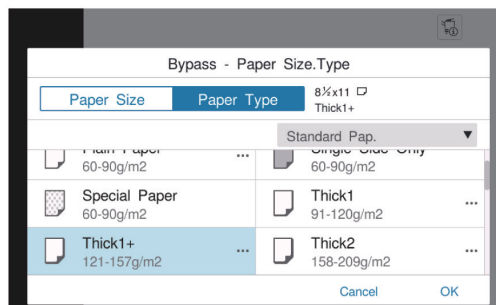 Bypass - Paper Size.Type
Paper Size
Paper Type
8½x11
Thick1+
Standard Pap.
Plain Paper
60-90g/m2
Single Side Only
60-90g/m2
Special Paper
60-90g/m2
Thick1
91-120g/m2
Thick1+
121-157g/m2
Thick2
158-209g/m2
Cancel
OK